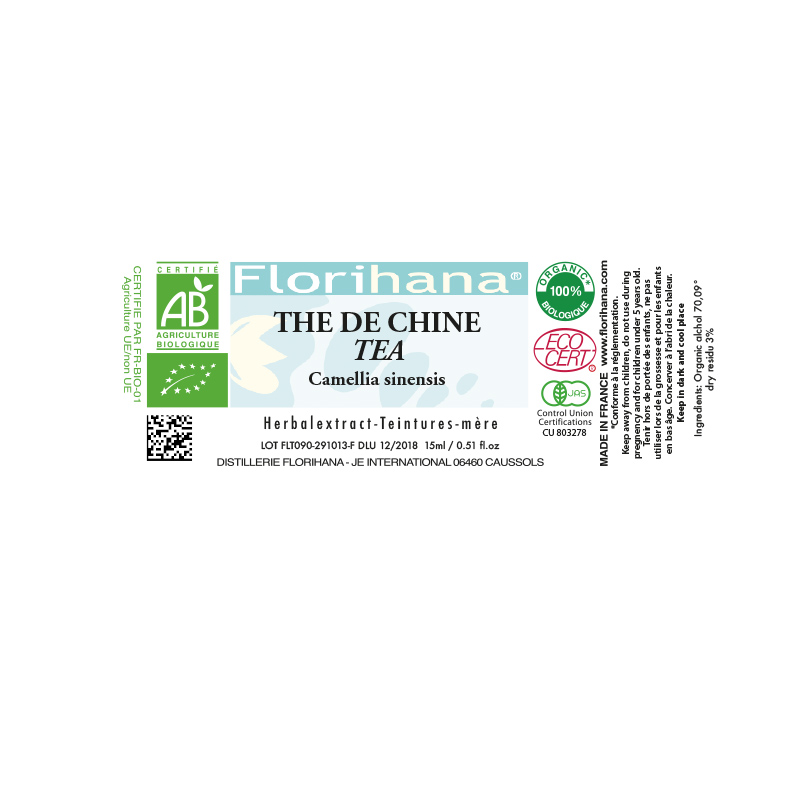 CERTIFIE PAR FR-BIO-01
Agriculture UE/non UE
CERTIFIÉ
AB
AGRICULTURE
BIOLOGIQUE
Florihana®
THE DE CHINE
TEA
Camellia sinensis
Herbalextract-Teintures-mère
LOT FLT090-291013-F DLU 12/2018 15ml / 0.51 fl.oz
DISTILLERIE FLORIHANA - JE INTERNATIONAL 06460 CAUSSOLS
ORGANIC*
100%
BIOLOGIQUE
ECO
CERT
©
JAS
Control Union
Certifications
CU 803278
MADE IN FRANCE www.florihana.com
*Conforme à la réglementation.
Keep away from children, do not use during
pregnency and for children under 5 years old.
Tenir hors de portée des enfants, ne pas
utiliser lors de la grossesse et pour les enfants
en bas âge. Concerver à l'abri de la chaleur.
Keep in dark and cool place
Ingredients: Organic alchol 70,09°
dry residu 3%